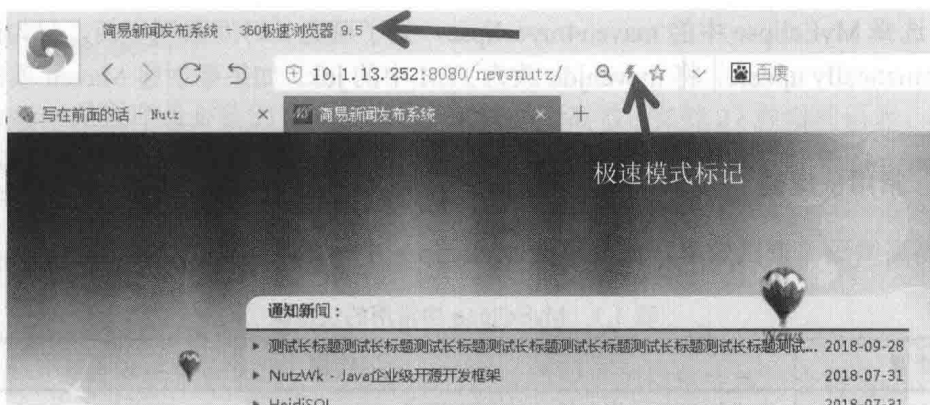 简易新闻发布系统 - 360极速浏览器 9.5
10.1.13.252:8080/newsnutz/
百度
写在前面的话 - Nutz
简易新闻发布系统
极速模式标记
通知新闻：
News
测试长标题测试长标题测试长标题测试长标题测试长标题测试长标题测试... 2018-09-28
NutzWk - Java企业级开源开发框架 2018-07-31
HeidiSQL 2018-07-31